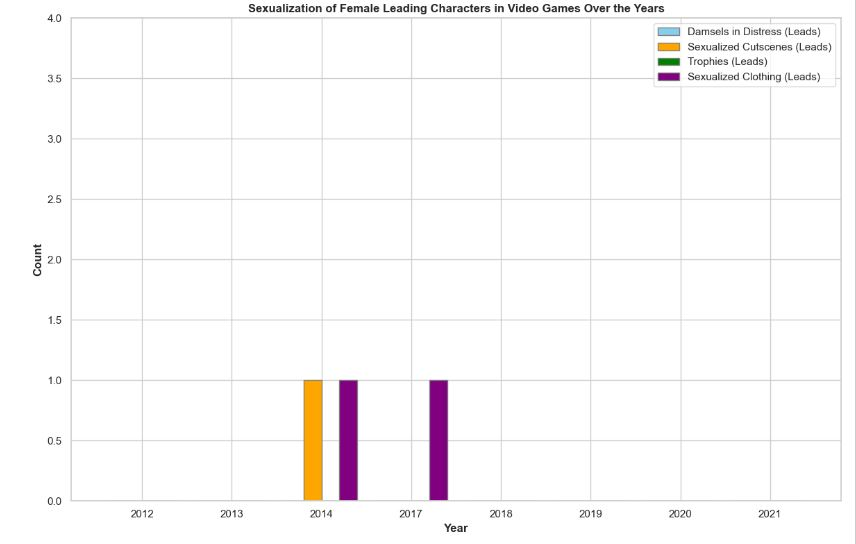 Sexualization of Female Leading Characters in Video Games Over the Years
Damsels in Distress (Leads)
Sexualized Cutscenes (Leads)
Trophies (Leads)
Sexualized Clothing (Leads)
4.0
3.5
3.0
2.5
2.0
1.5
1.0
0.5
0.0
Count
2012 2013 2014 2017 2018 2019 2020 2021
Year